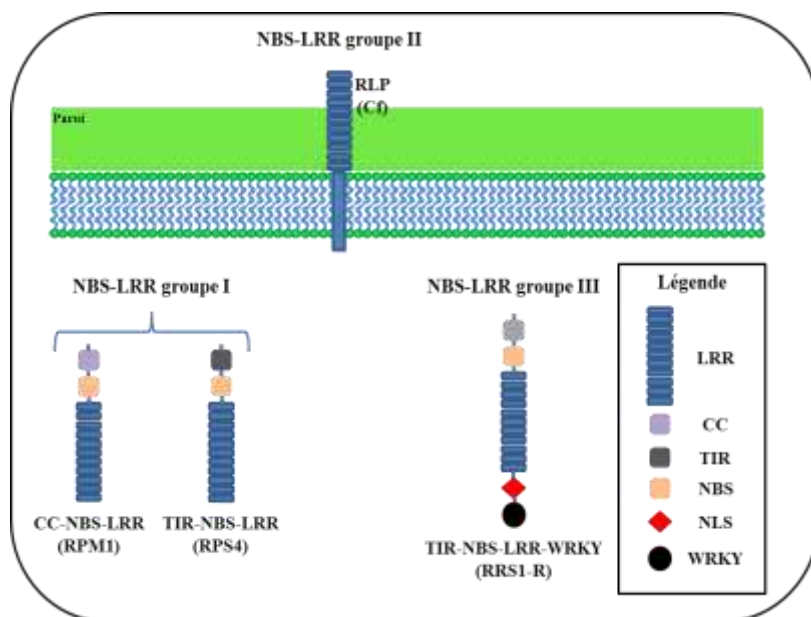 NBS-LRR groupe II
RLP
(Cf)
Paroi
NBS-LRR groupe I
NBS-LRR groupe III
CC-NBS-LRR
(RPM1)
TIR-NBS-LRR
(RPS4)
TIR-NBS-LRR-WRKY
(RRS1-R)
Légende
LRR
CC
TIR
NBS
NLS
WRKY